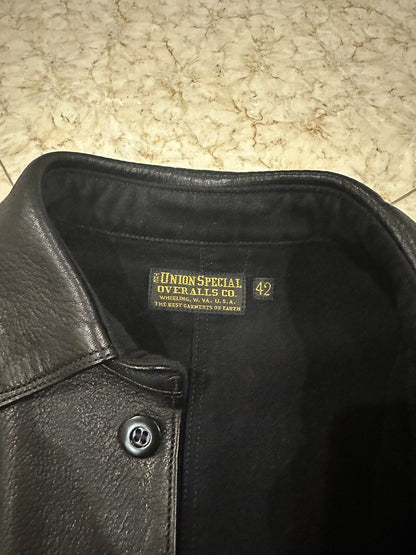 THE UNION SPECIAL
OVERALLS CO.
WHEELING, W. VA. U.S.A.
THE BEST GARMENTS ON EARTH
42